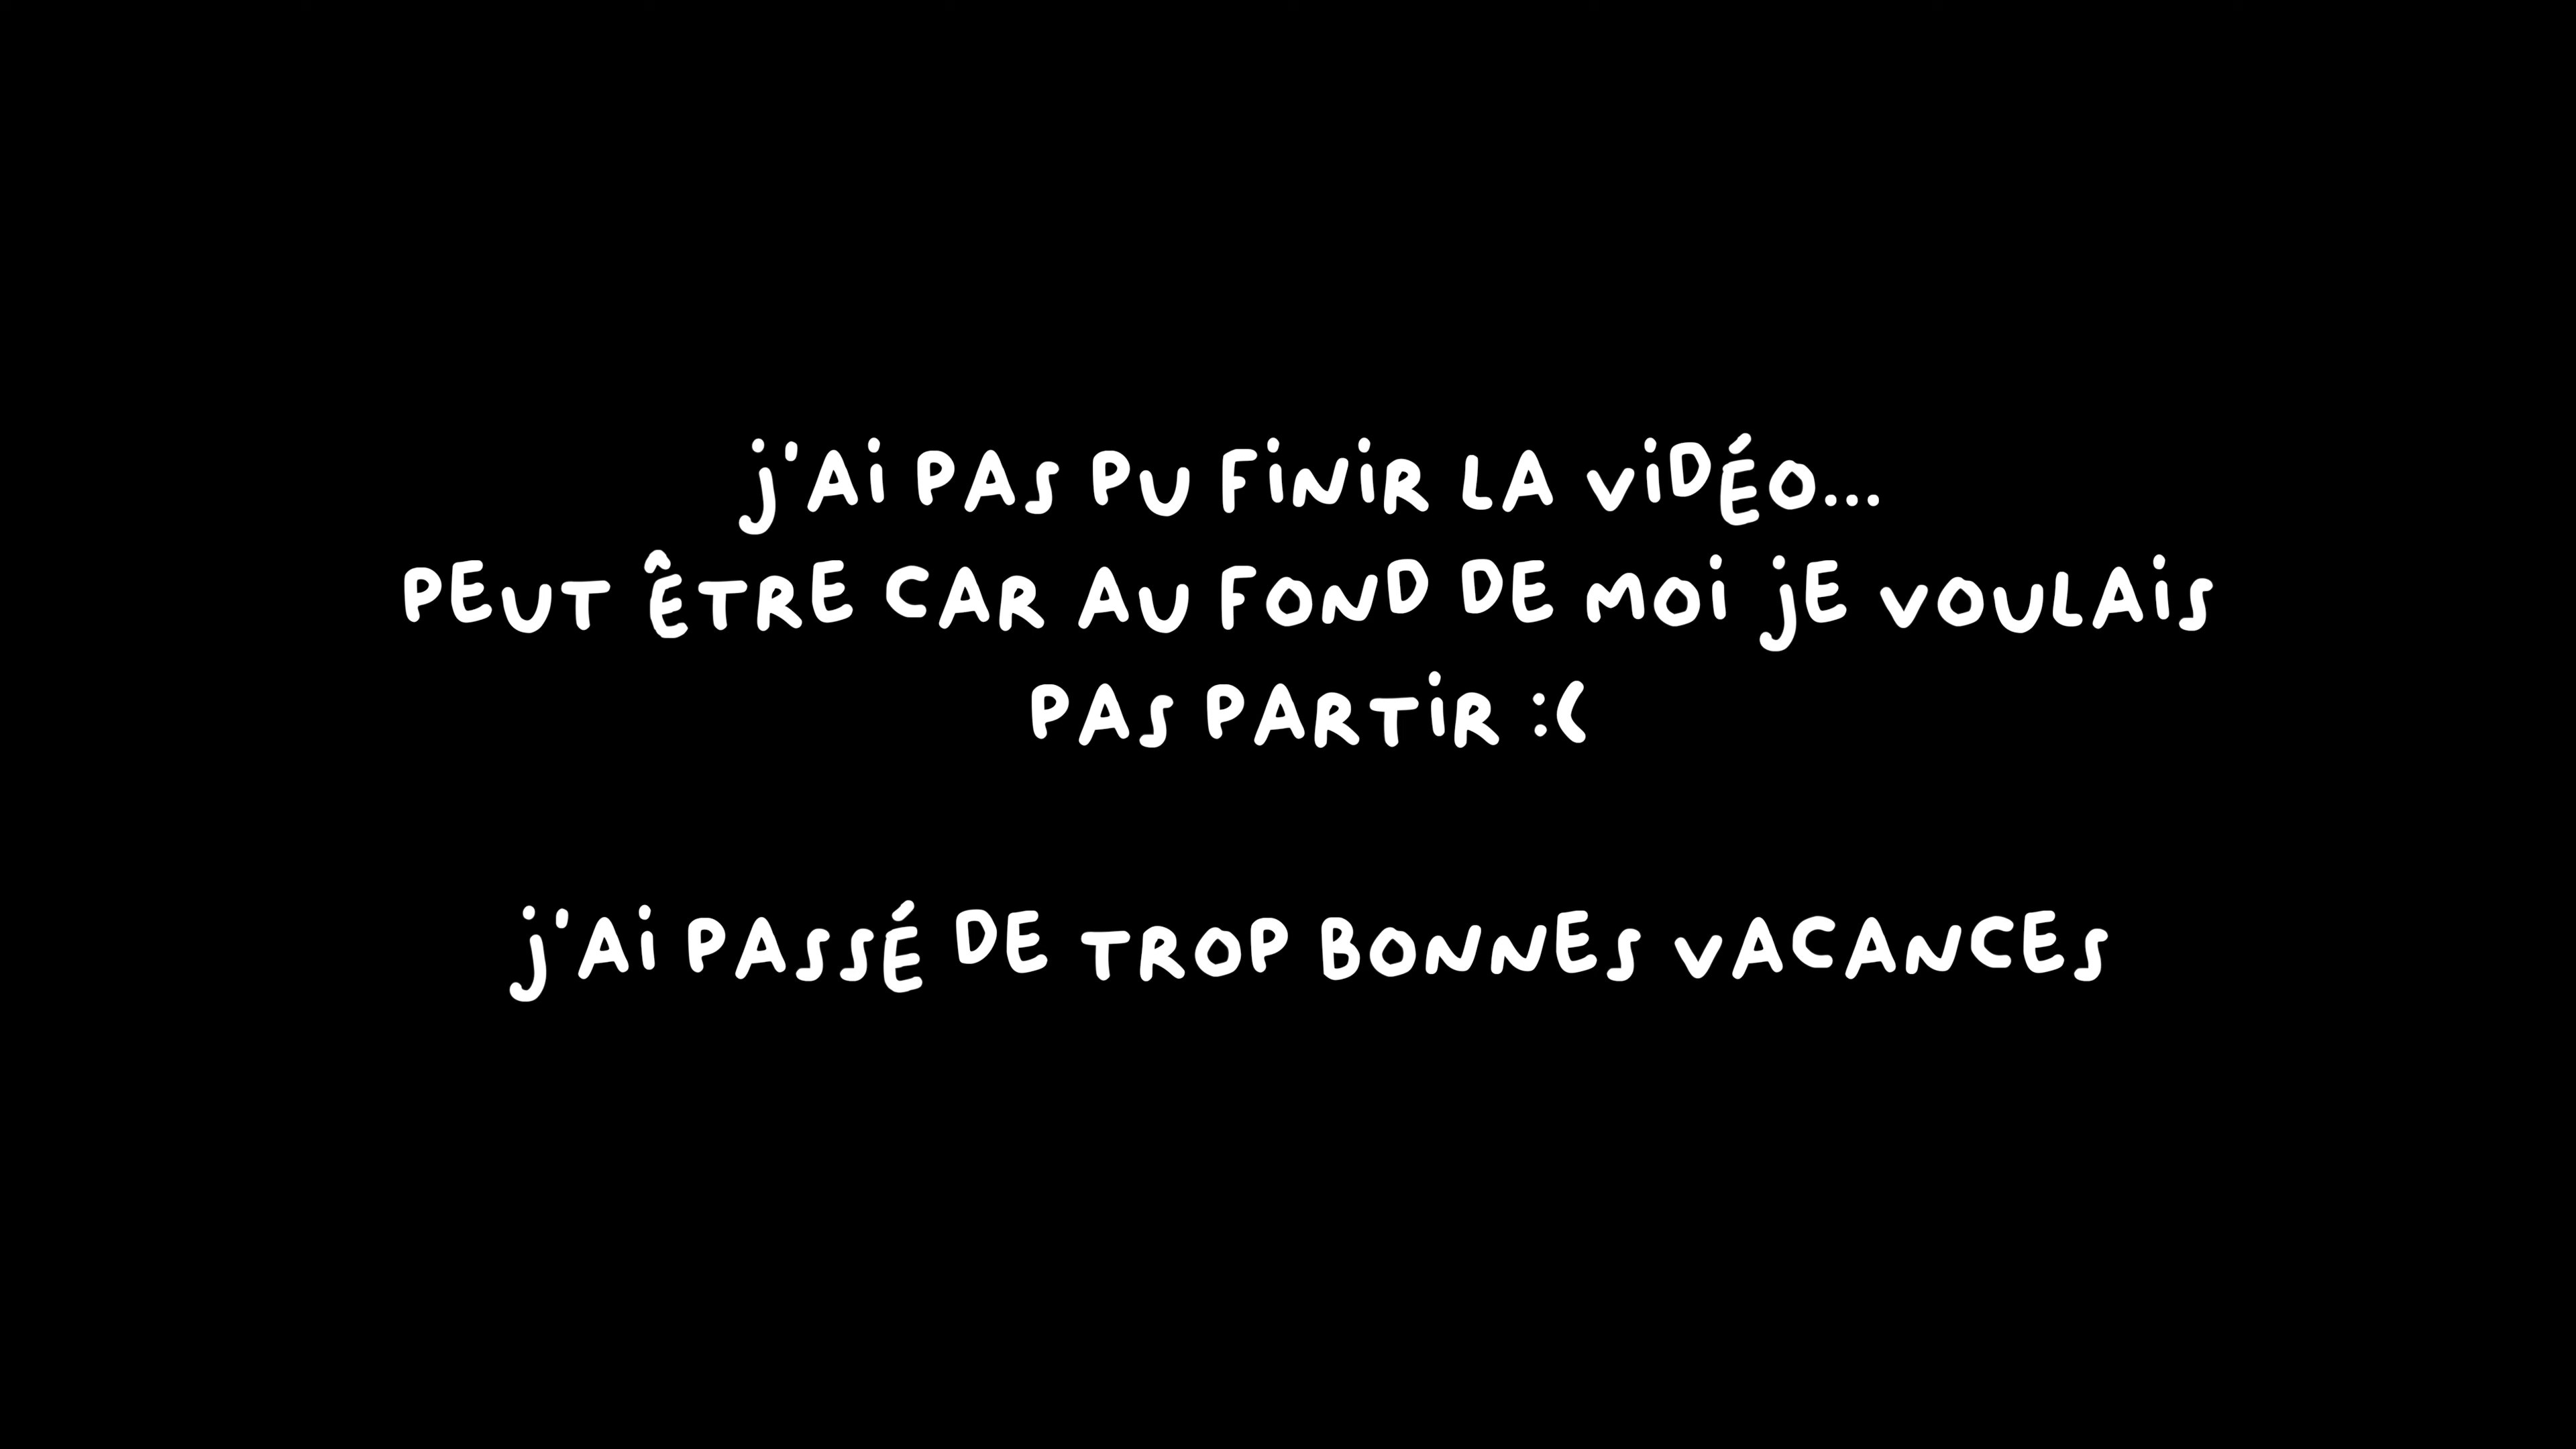 j'Ai PAS PU FiNiR LA ViDÉO...
PEUT ÊTRE CAR AU FOND DE MOi jE VOULAiS
PAS PARTiR :(
j'Ai PASSÉ DE TROP BONNES VACANCES